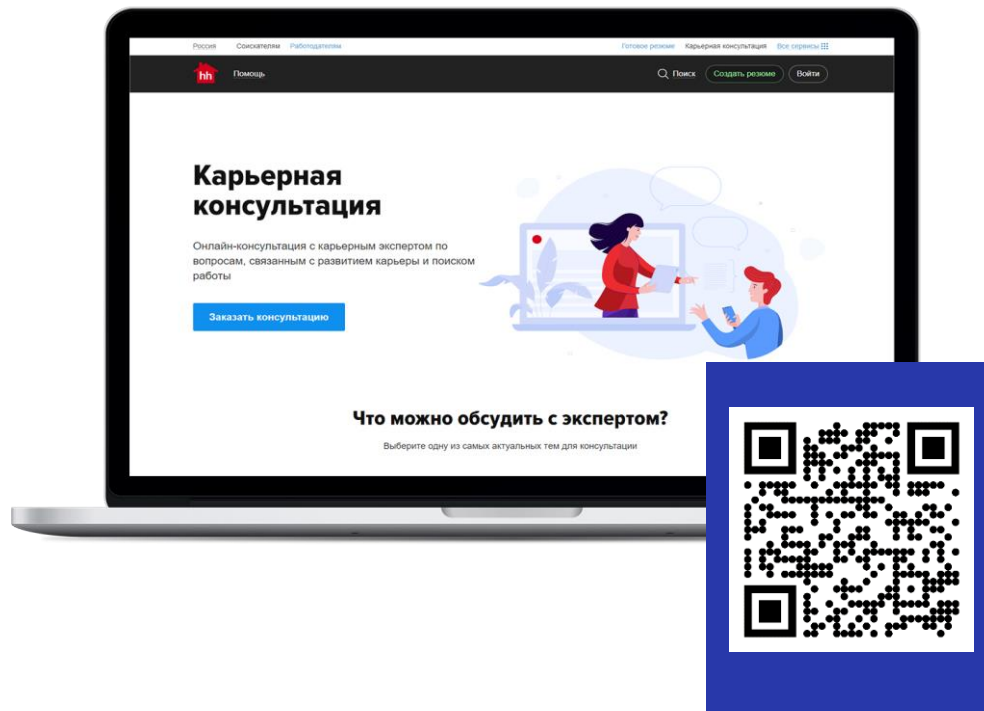 Россия Соискателям Работодателям Готовое резюме Карьерная консультация Все сервисы
hh Помощь Поиск Создать резюме Войти
Карьерная
консультация
Онлайн-консультация с карьерным экспертом по
вопросам, связанным с развитием карьеры и поиском
работы
Заказать консультацию
Что можно обсудить с экспертом?
Выберите одну из самых актуальных тем для консультации